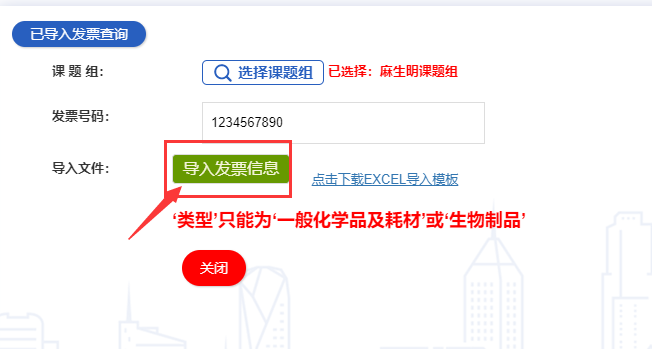 已导入发票查询
课 题 组： 选择课题组 已选择：麻生明课题组
发票号码： 1234567890
导入文件： 导入发票信息 点击下载EXCEL导入模板
‘类型’只能为‘一般化学品及耗材’或‘生物制品’
关闭